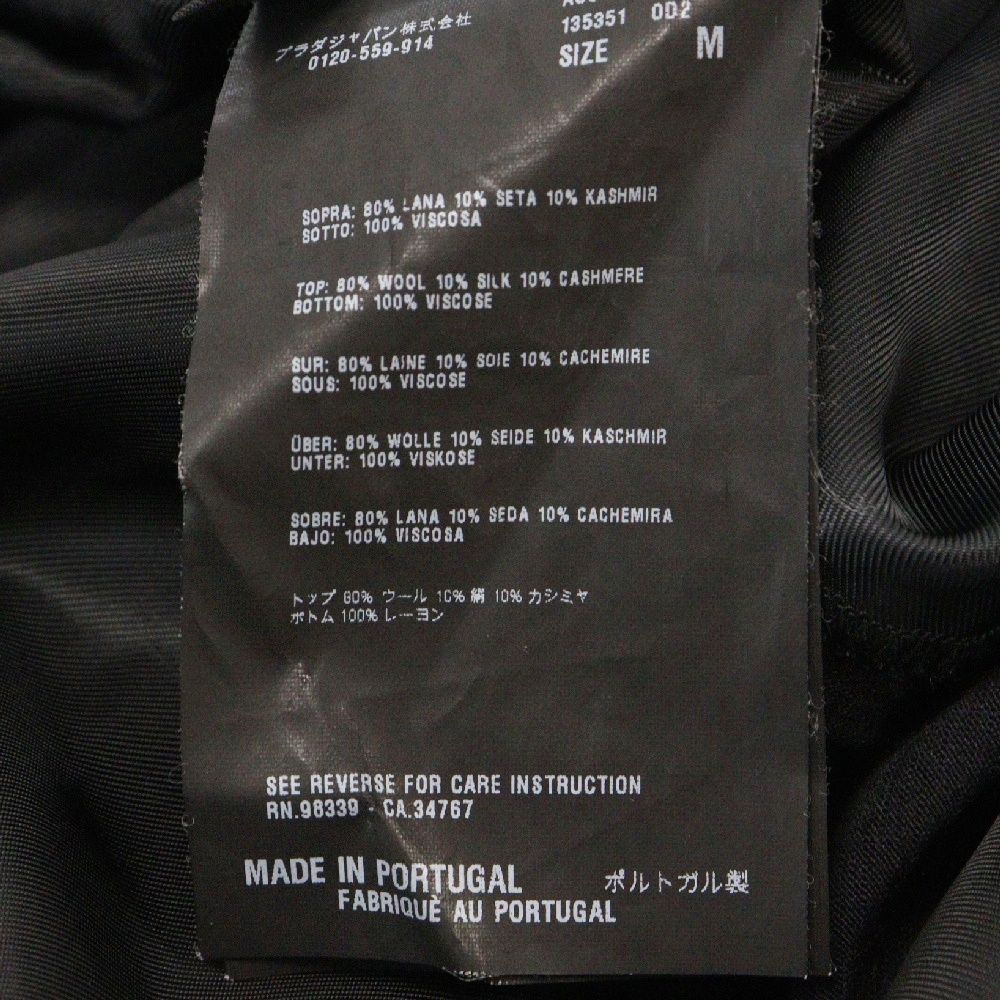 プラダジャパン株式会社
0120-559-914
135351 0D2
SIZE M
SOPRA: 80% LANA 10% SETA 10% KASHMIR
SOTTO: 100% VISCOSA
TOP: 80% WOOL 10% SILK 10% CASHMERE
BOTTOM: 100% VISCOSE
SUR: 80% LAINE 10% SOIE 10% CACHEMIRE
SOUS: 100% VISCOSE
ÜBER: 80% WOLLE 10% SEIDE 10% KASCHMIR
UNTER: 100% VISKOSE
SOBRE: 80% LANA 10% SEDA 10% CACHEMIRA
BAJO: 100% VISCOSA
トップ 80% ウール 10% 絹 10% カシミヤ
ボトム 100% レーヨン
SEE REVERSE FOR CARE INSTRUCTION
RN.98339 - CA.34767
MADE IN PORTUGAL ポルトガル製
FABRIQUÈ AU PORTUGAL